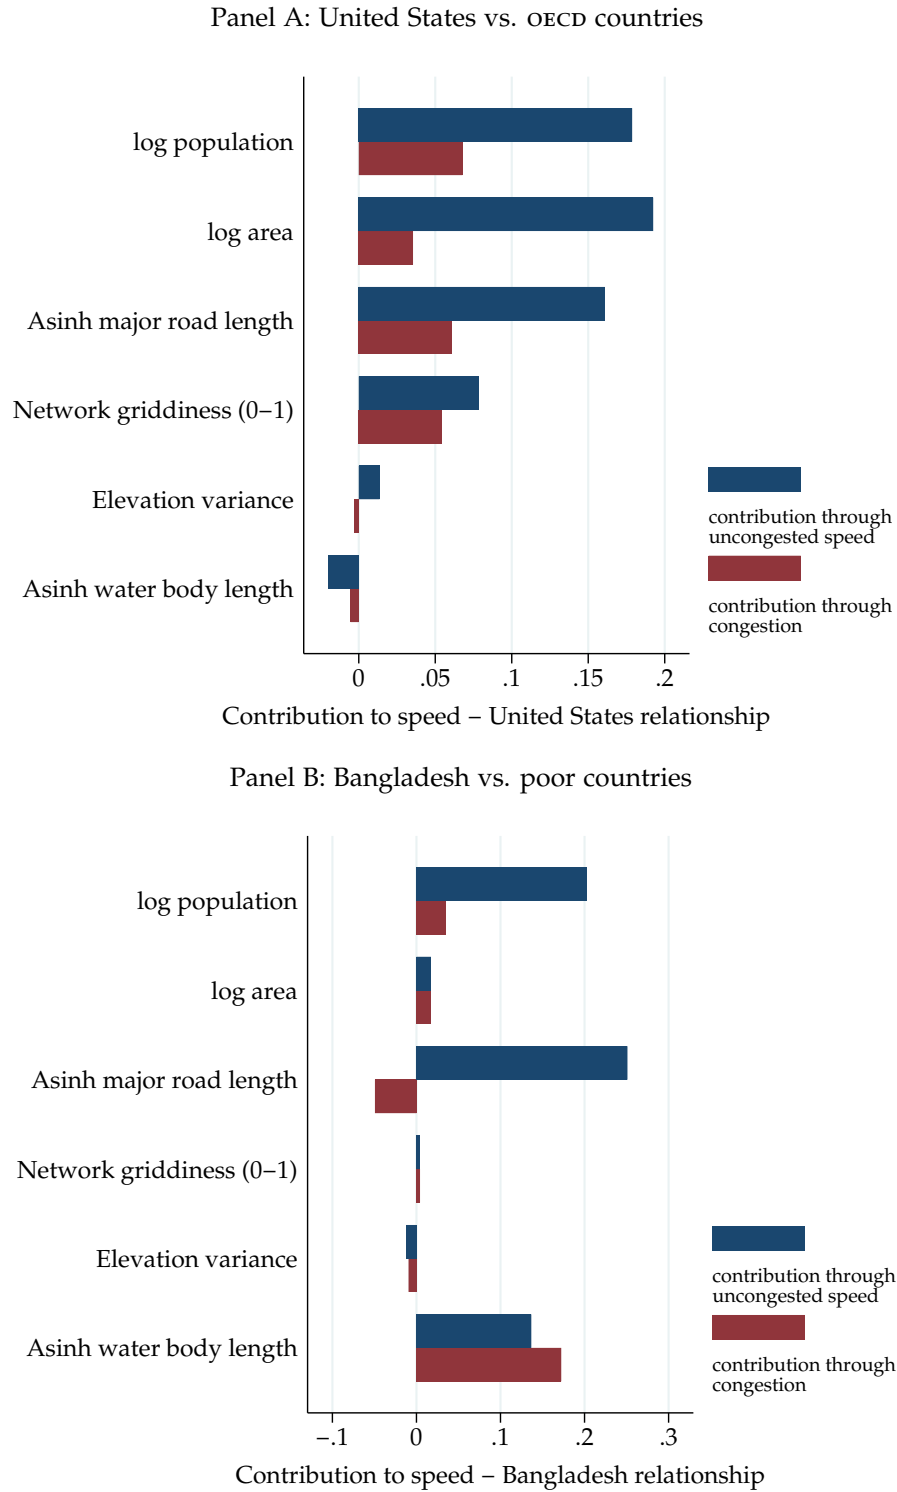 Panel A: United States vs. OECD countries
log population
log area
Asinh major road length
Network griddiness (0–1)
Elevation variance
Asinh water body length
contribution through
uncongested speed
contribution through
congestion
0 .05 .1 .15 .2
Contribution to speed – United States relationship
Panel B: Bangladesh vs. poor countries
log population
log area
Asinh major road length
Network griddiness (0–1)
Elevation variance
Asinh water body length
contribution through
uncongested speed
contribution through
congestion
–.1 0 .1 .2 .3
Contribution to speed – Bangladesh relationship